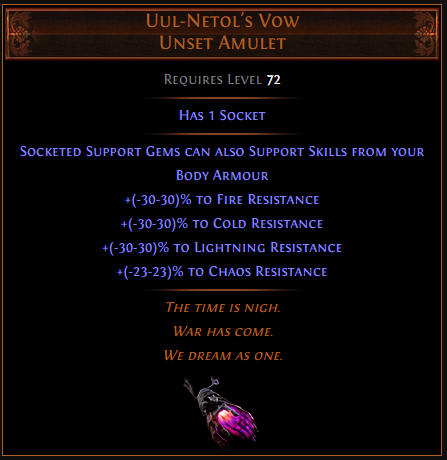 Uul-Netol's Vow
Unset Amulet
Requires Level 72
Has 1 Socket
Socketed Support Gems can also Support Skills from your
Body Armour
+(-30-30)% to Fire Resistance
+(-30-30)% to Cold Resistance
+(-30-30)% to Lightning Resistance
+(-23-23)% to Chaos Resistance
The time is nigh.
War has come.
We dream as one.